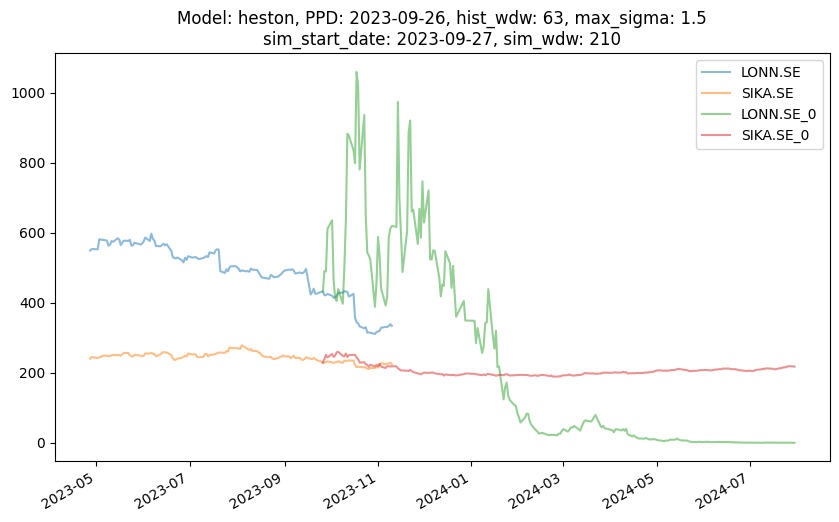 Model: heston, PPD: 2023-09-26, hist_wdw: 63, max_sigma: 1.5
sim_start_date: 2023-09-27, sim_wdw: 210
LONN.SE
SIKA.SE
LONN.SE_0
SIKA.SE_0
1000
800
600
400
200
0
2023-05
2023-07
2023-09
2023-11
2024-01
2024-03
2024-05
2024-07